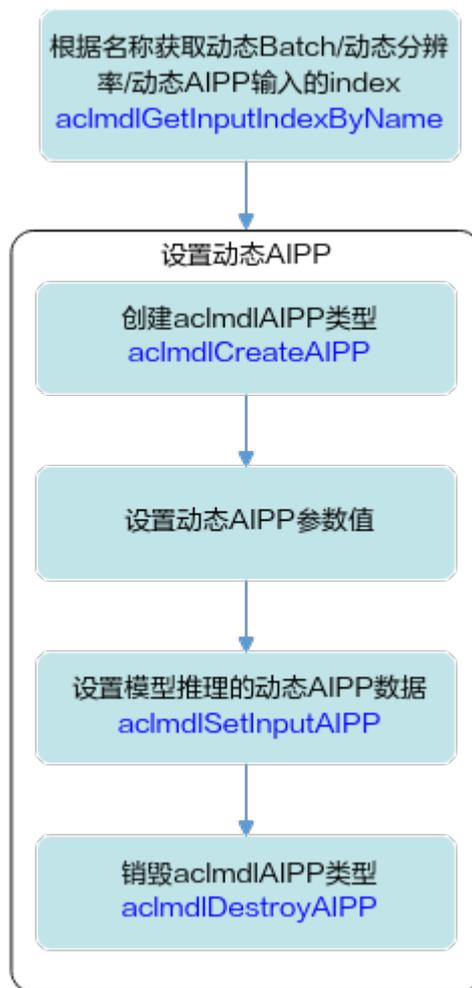 根据名称获取动态Batch/动态分辨
率/动态AIPP输入的index
aclmdlGetInputIndexByName
设置动态AIPP
创建aclmdlAIPP类型
aclmdlCreateAIPP
设置动态AIPP参数值
设置模型推理的动态AIPP数据
aclmdlSetInputAIPP
销毁aclmdlAIPP类型
aclmdlDestroyAIPP